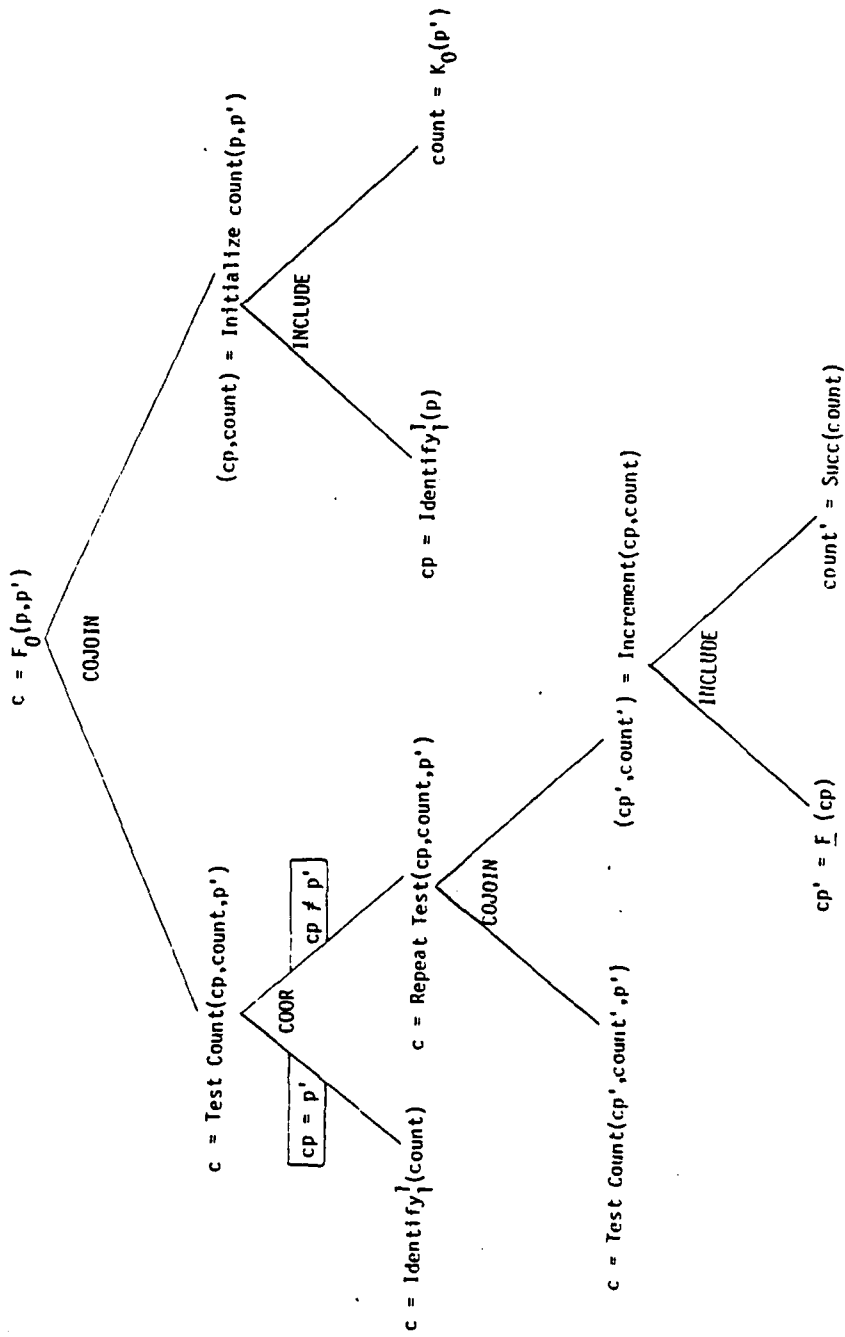 c = F₀(p,p')
COJOIN
c = Test Count(cp,count,p')
(cp,count) = Initialize count(p,p')
COOR
cp = p'
cp ≠ p'
INCLUDE
c = Identify¹₁(count)
c = Repeat Test(cp,count,p')
cp = Identify¹₁(p)
count = K₀(p')
COJOIN
c = Test Count(cp',count',p')
(cp',count') = Increment(cp,count)
INCLUDE
cp' = F (cp)
count' = Succ(count)